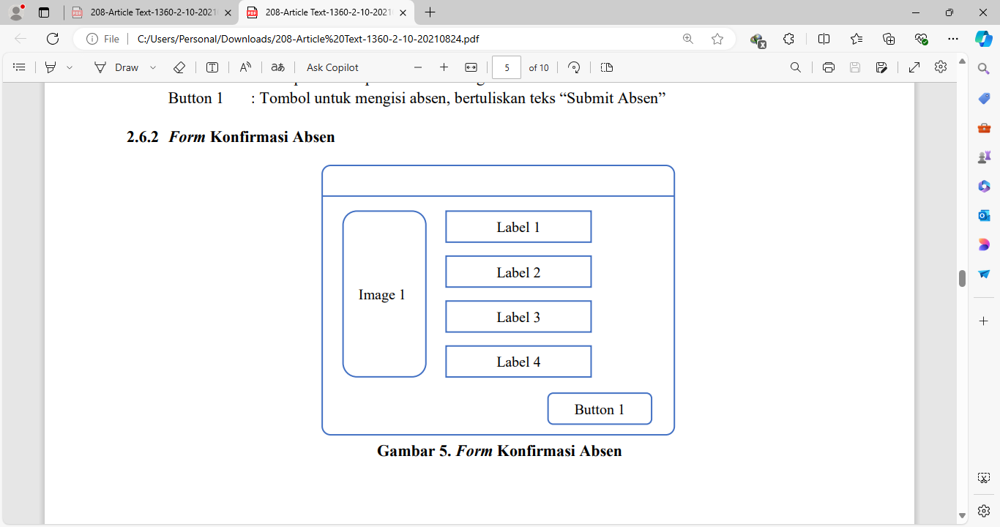 208-Article Text-1360-2-10-2021
208-Article Text-1360-2-10-2021
File
C:/Users/Personal/Downloads/208-Article%20Text-1360-2-10-20210824.pdf
Draw
Ask Copilot
5 of 10
Button 1 : Tombol untuk mengisi absen, bertuliskan teks “Submit Absen”
2.6.2 Form Konfirmasi Absen
Label 1
Label 2
Image 1
Label 3
Label 4
Button 1
Gambar 5. Form Konfirmasi Absen